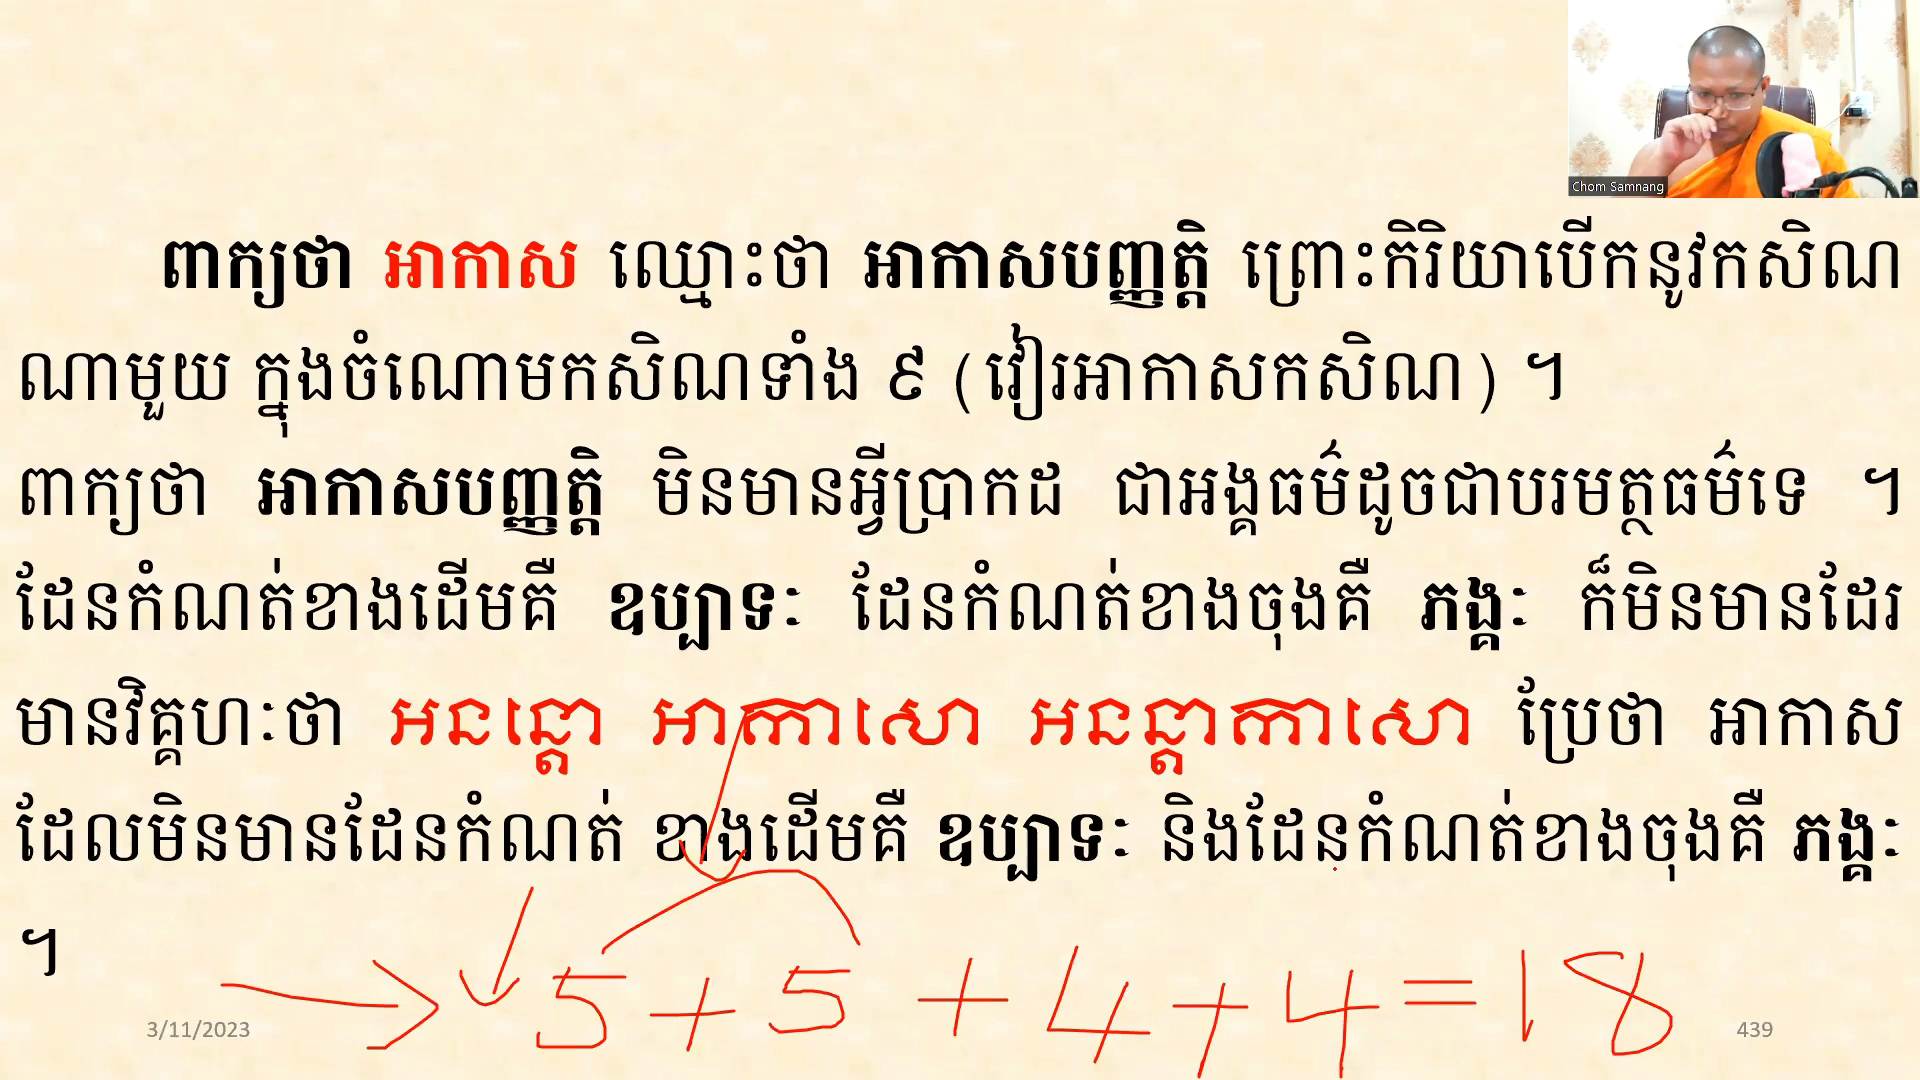 Chom Samnang
ពាក្យថា អាកាស ឈ្មោះថា អាកាសបញ្ញត្តិ ព្រោះកិរិយាបើកនូវកសិណ
ណាមួយ ក្នុងចំណោមកសិណទាំង ៩ (វៀរអាកាសកសិណ) ។
ពាក្យថា អាកាសបញ្ញត្តិ មិនមានអ្វីប្រាកដ ជាអង្គធម៌ដូចជាបរមត្ថធម៌ទេ ។
ដែនកំណត់ខាងដើមគឺ ឧប្បាទៈ ដែនកំណត់ខាងចុងគឺ ភង្គៈ ក៏មិនមានដែរ
មានវិគ្គហៈថា អនន្តោ អាកាសោ អនន្តាកាសោ ប្រែថា អាកាស
ដែលមិនមានដែនកំណត់ ខាងដើមគឺ ឧប្បាទៈ និងដែនកំណត់ខាងចុងគឺ ភង្គៈ
។
5 + 5 + 4 + 4 = 18
3/11/2023
439